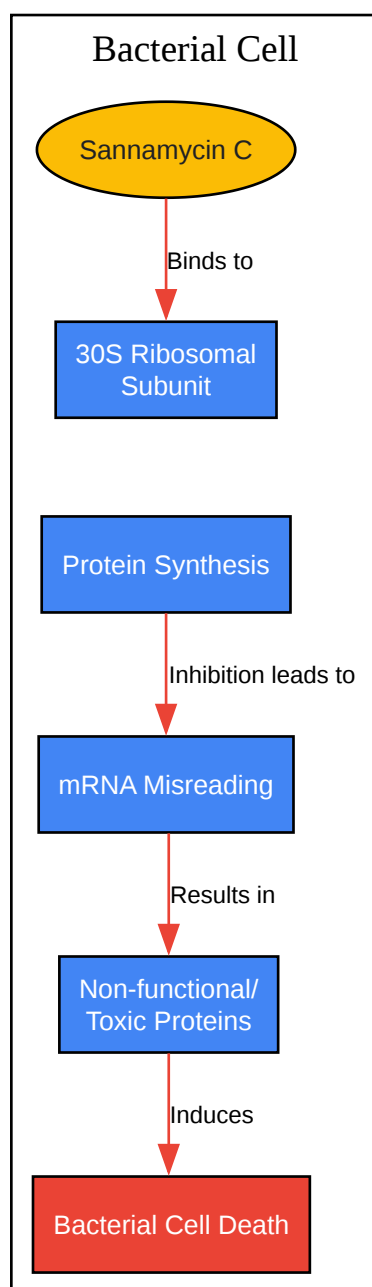 Bacterial Cell
Sannamycin C
Binds to
30S Ribosomal
Subunit
Protein Synthesis
Inhibition leads to
mRNA Misreading
Results in
Non-functional/
Toxic Proteins
Induces
Bacterial Cell Death